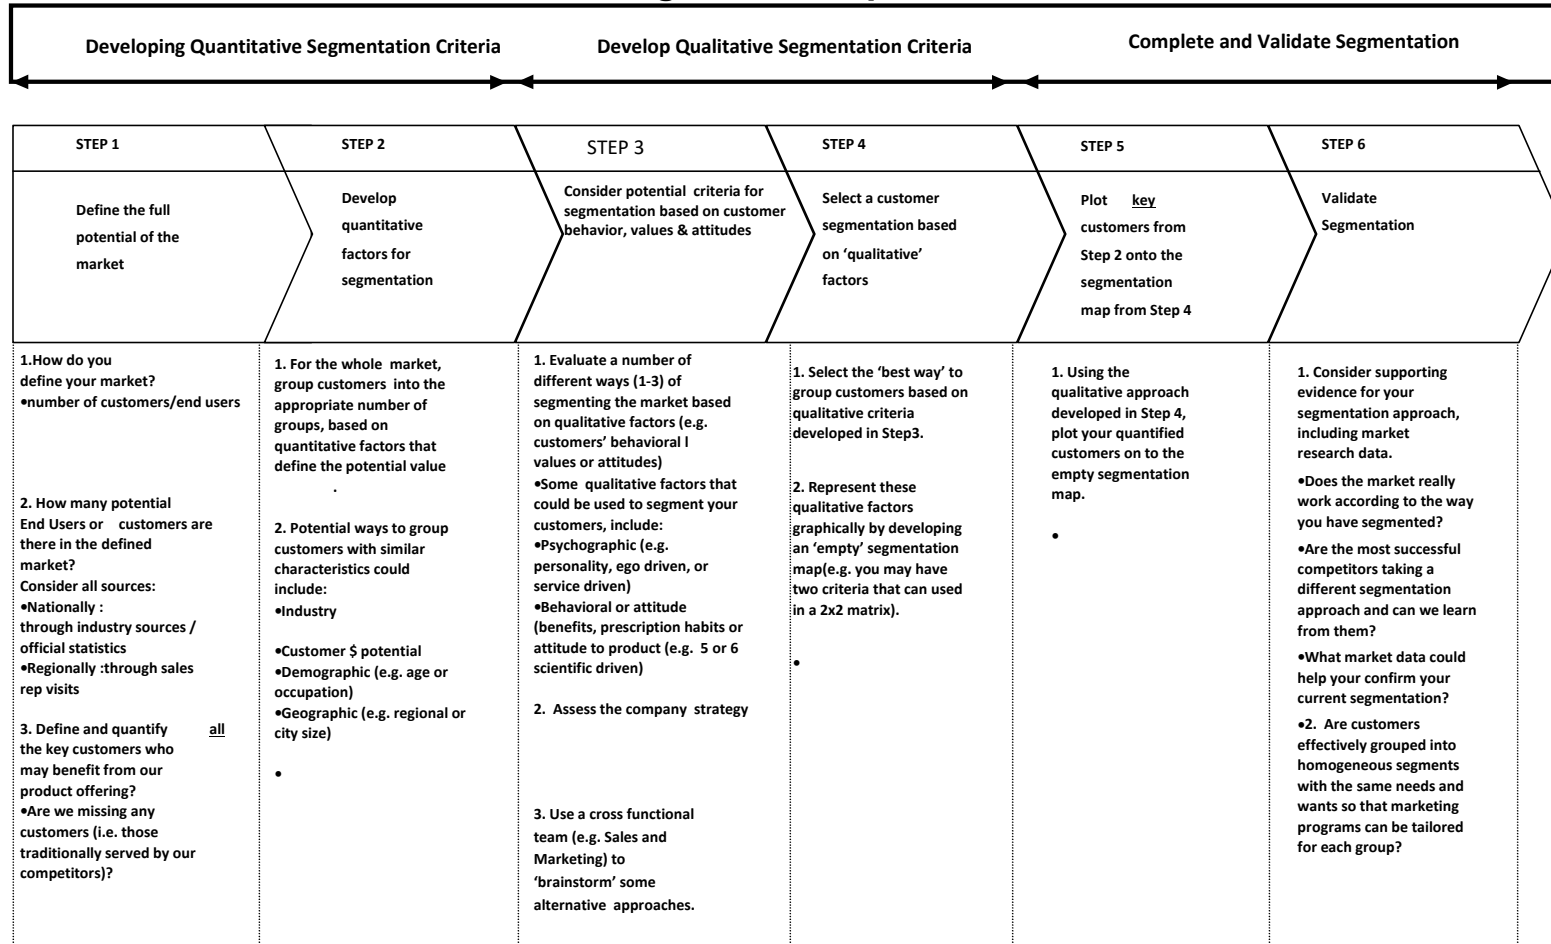 Developing Quantitative Segmentation Criteria
Develop Qualitative Segmentation Criteria
Complete and Validate Segmentation
STEP 1
Define the full
potential of the
market
1.How do you
define your market?
•number of customers/end users
2. How many potential
End Users or customers are
there in the defined
market?
Consider all sources:
•Nationally :
through industry sources /
official statistics
•Regionally :through sales
rep visits
3. Define and quantify all
the key customers who
may benefit from our
product offering?
•Are we missing any
customers (i.e. those
traditionally served by our
competitors)?
STEP 2
Develop
quantitative
factors for
segmentation
1. For the whole market,
group customers into the
appropriate number of
groups, based on
quantitative factors that
define the potential value
.
2. Potential ways to group
customers with similar
characteristics could
include:
•Industry
•Customer $ potential
•Demographic (e.g. age or
occupation)
•Geographic (e.g. regional or
city size)
•
STEP 3
Consider potential criteria for
segmentation based on customer
behavior, values & attitudes
1. Evaluate a number of
different ways (1-3) of
segmenting the market based
on qualitative factors (e.g.
customers’ behavioral l
values or attitudes)
•Some qualitative factors that
could be used to segment your
customers, include:
•Psychographic (e.g.
personality, ego driven, or
service driven)
•Behavioral or attitude
(benefits, prescription habits or
attitude to product (e.g. 5 or 6
scientific driven)
2. Assess the company strategy
3. Use a cross functional
team (e.g. Sales and
Marketing) to
‘brainstorm’ some
alternative approaches.
STEP 4
Select a customer
segmentation based
on ‘qualitative’
factors
1. Select the ‘best way’ to
group customers based on
qualitative criteria
developed in Step3.
2. Represent these
qualitative factors
graphically by developing
an ‘empty’ segmentation
map(e.g. you may have
two criteria that can used
in a 2x2 matrix).
•
STEP 5
Plot key
customers from
Step 2 onto the
segmentation
map from Step 4
1. Using the
qualitative approach
developed in Step 4,
plot your quantified
customers on to the
empty segmentation
map.
•
STEP 6
Validate
Segmentation
1. Consider supporting
evidence for your
segmentation approach,
including market
research data.
•Does the market really
work according to the way
you have segmented?
•Are the most successful
competitors taking a
different segmentation
approach and can we learn
from them?
•What market data could
help your confirm your
current segmentation?
•2. Are customers
effectively grouped into
homogeneous segments
with the same needs and
wants so that marketing
programs can be tailored
for each group?